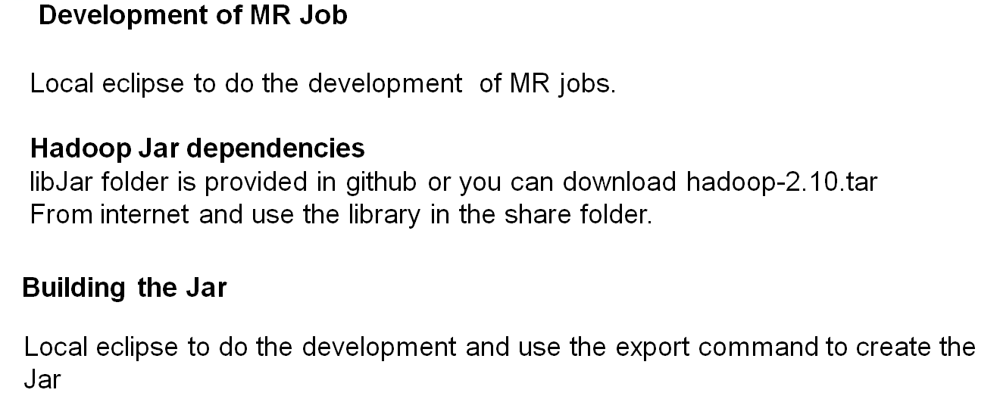 Development of MR Job
Local eclipse to do the development  of MR jobs.
Hadoop Jar dependencies
libJar folder is provided in github or you can download hadoop-2.10.tar
From internet and use the library in the share folder.
Building the Jar
Local eclipse to do the development and use the export command to create the
Jar